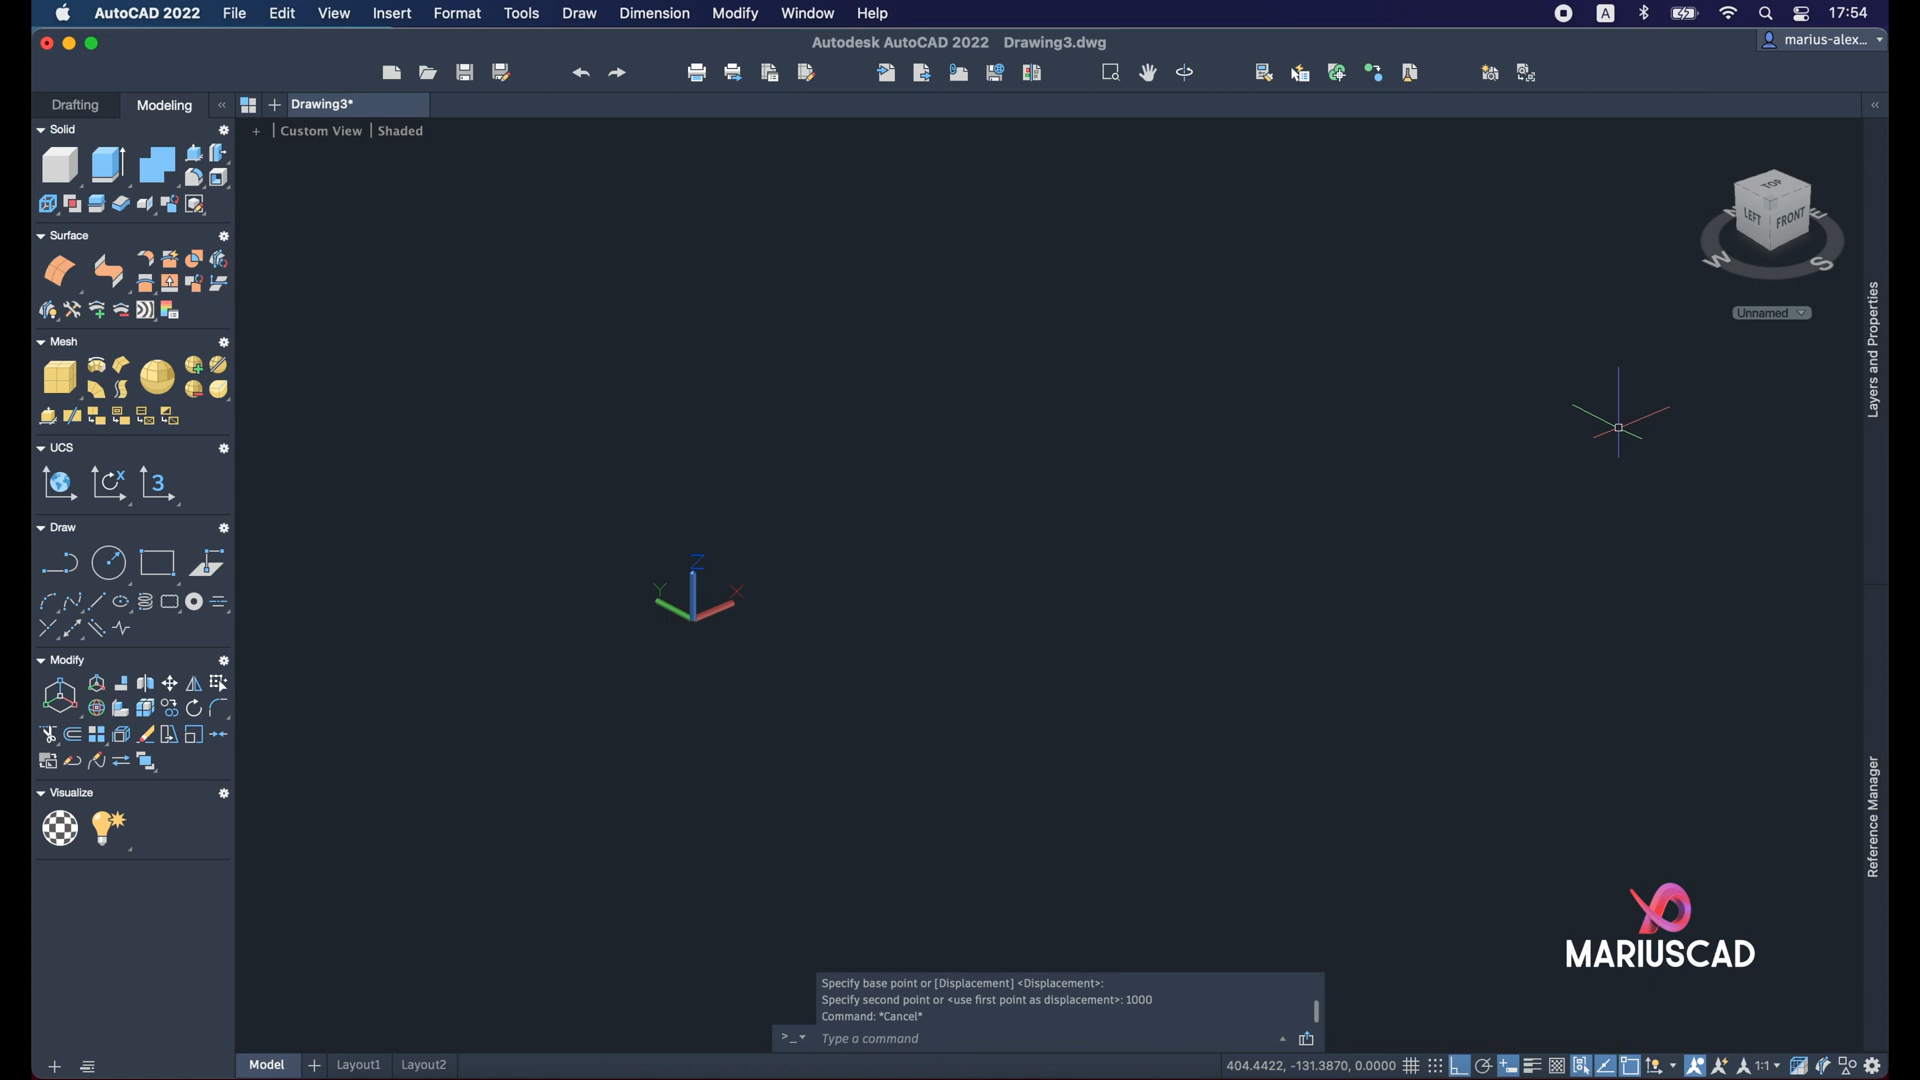 AutoCAD 2022 File Edit View Insert Format Tools Draw Dimension Modify Window Help A 17:54
Autodesk AutoCAD 2022 Drawing3.dwg marius-alex...
Drafting Modeling « + Drawing3* «
Solid
+ | Custom View | Shaded
TOP
LEFT FRONT
W S
Unnamed
Surface
Mesh
UCS
X
3
Draw
Modify
Visualize
Z
Y X
Layers and Properties
Reference Manager
MARIUSCAD
Specify base point or [Displacement] <Displacement>:
Specify second point or <use first point as displacement>: 1000
Command: *Cancel*
>_ Type a command
Model + Layout1 Layout2 404.4422, -131.3870, 0.0000 1:1